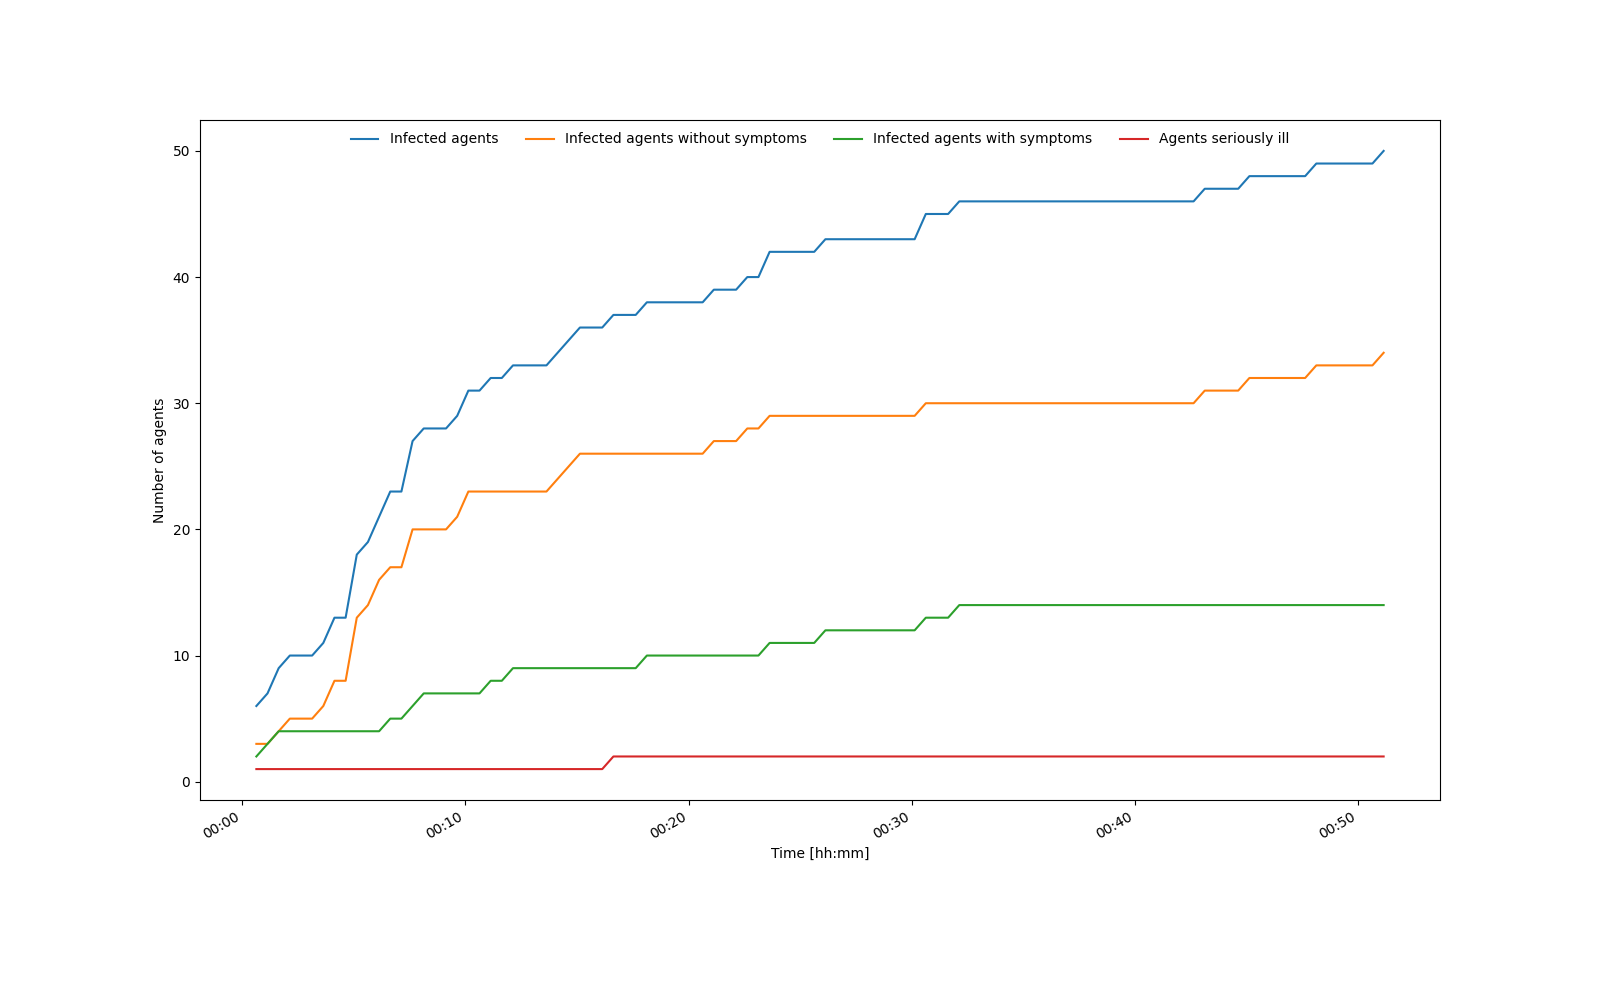 Infected agents Infected agents without symptoms Infected agents with symptoms Agents seriously ill
50
40
30
20
10
0
Number of agents
00:00 00:10 00:20 00:30 00:40 00:50
Time [hh:mm]